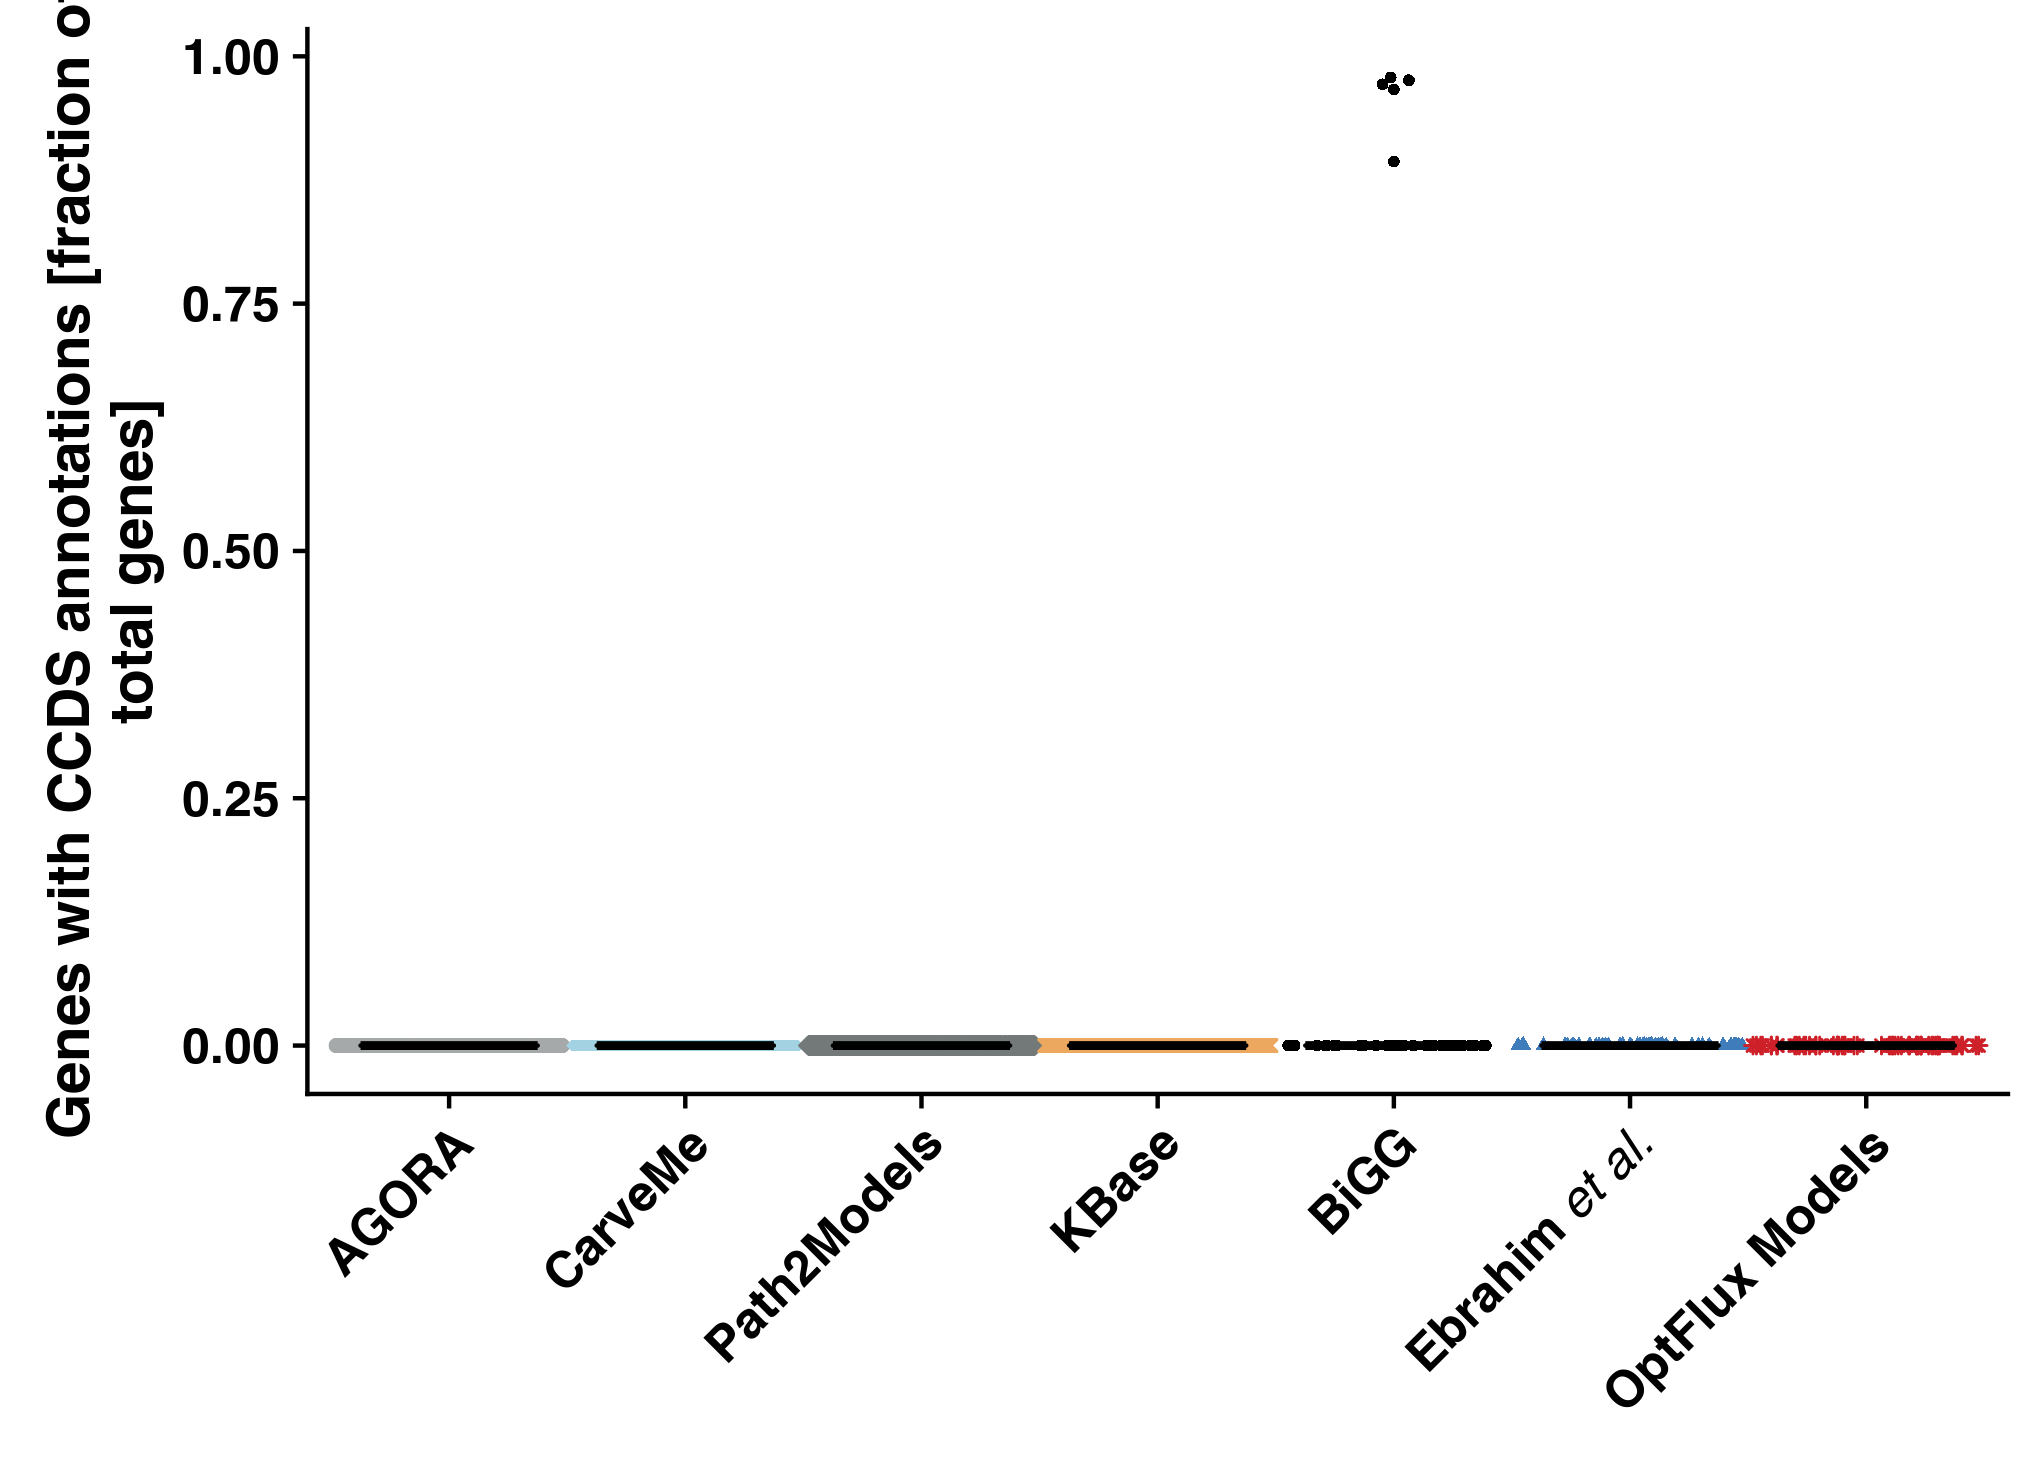 Genes with CCDS annotations [fraction of
total genes]
1.00
0.75
0.50
0.25
0.00
AGORA
CarveMe
Path2Models
KBase
BiGG
Ebrahim et al.
OptFlux Models